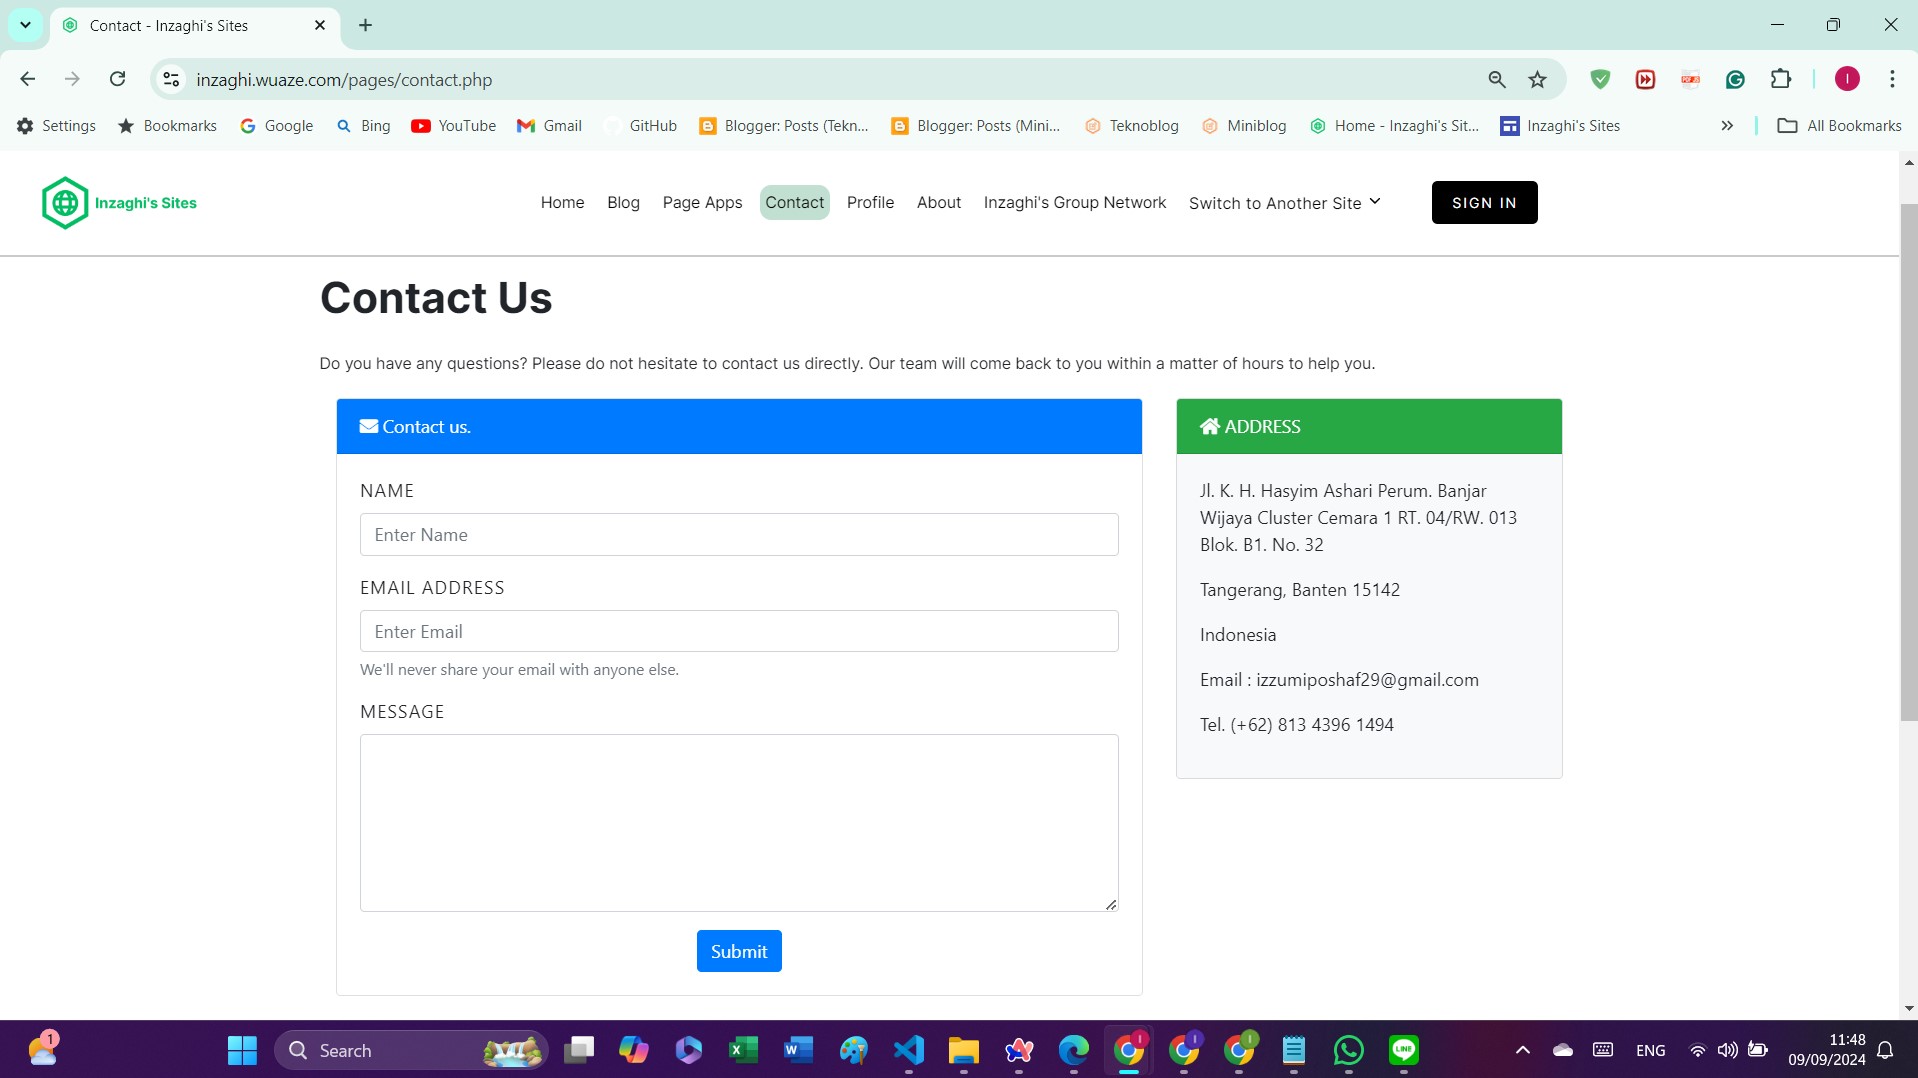 Contact - Inzaghi's Sites
inzaghi.wuaze.com/pages/contact.php
I
Settings Bookmarks Google Bing YouTube Gmail GitHub Blogger: Posts (Tekn... Blogger: Posts (Mini... Teknoblog Miniblog Home - Inzaghi's Sit... Inzaghi's Sites All Bookmarks
Inzaghi's Sites Home Blog Page Apps Contact Profile About Inzaghi's Group Network Switch to Another Site SIGN IN
Contact Us
Do you have any questions? Please do not hesitate to contact us directly. Our team will come back to you within a matter of hours to help you.
Contact us.
NAME
Enter Name
EMAIL ADDRESS
Enter Email
We'll never share your email with anyone else.
MESSAGE
Submit
ADDRESS
Jl. K. H. Hasyim Ashari Perum. Banjar
Wijaya Cluster Cemara 1 RT. 04/RW. 013
Blok. B1. No. 32
Tangerang, Banten 15142
Indonesia
Email : izzumiposhaf29@gmail.com
Tel. (+62) 813 4396 1494
1
Search
ENG
11:48
09/09/2024